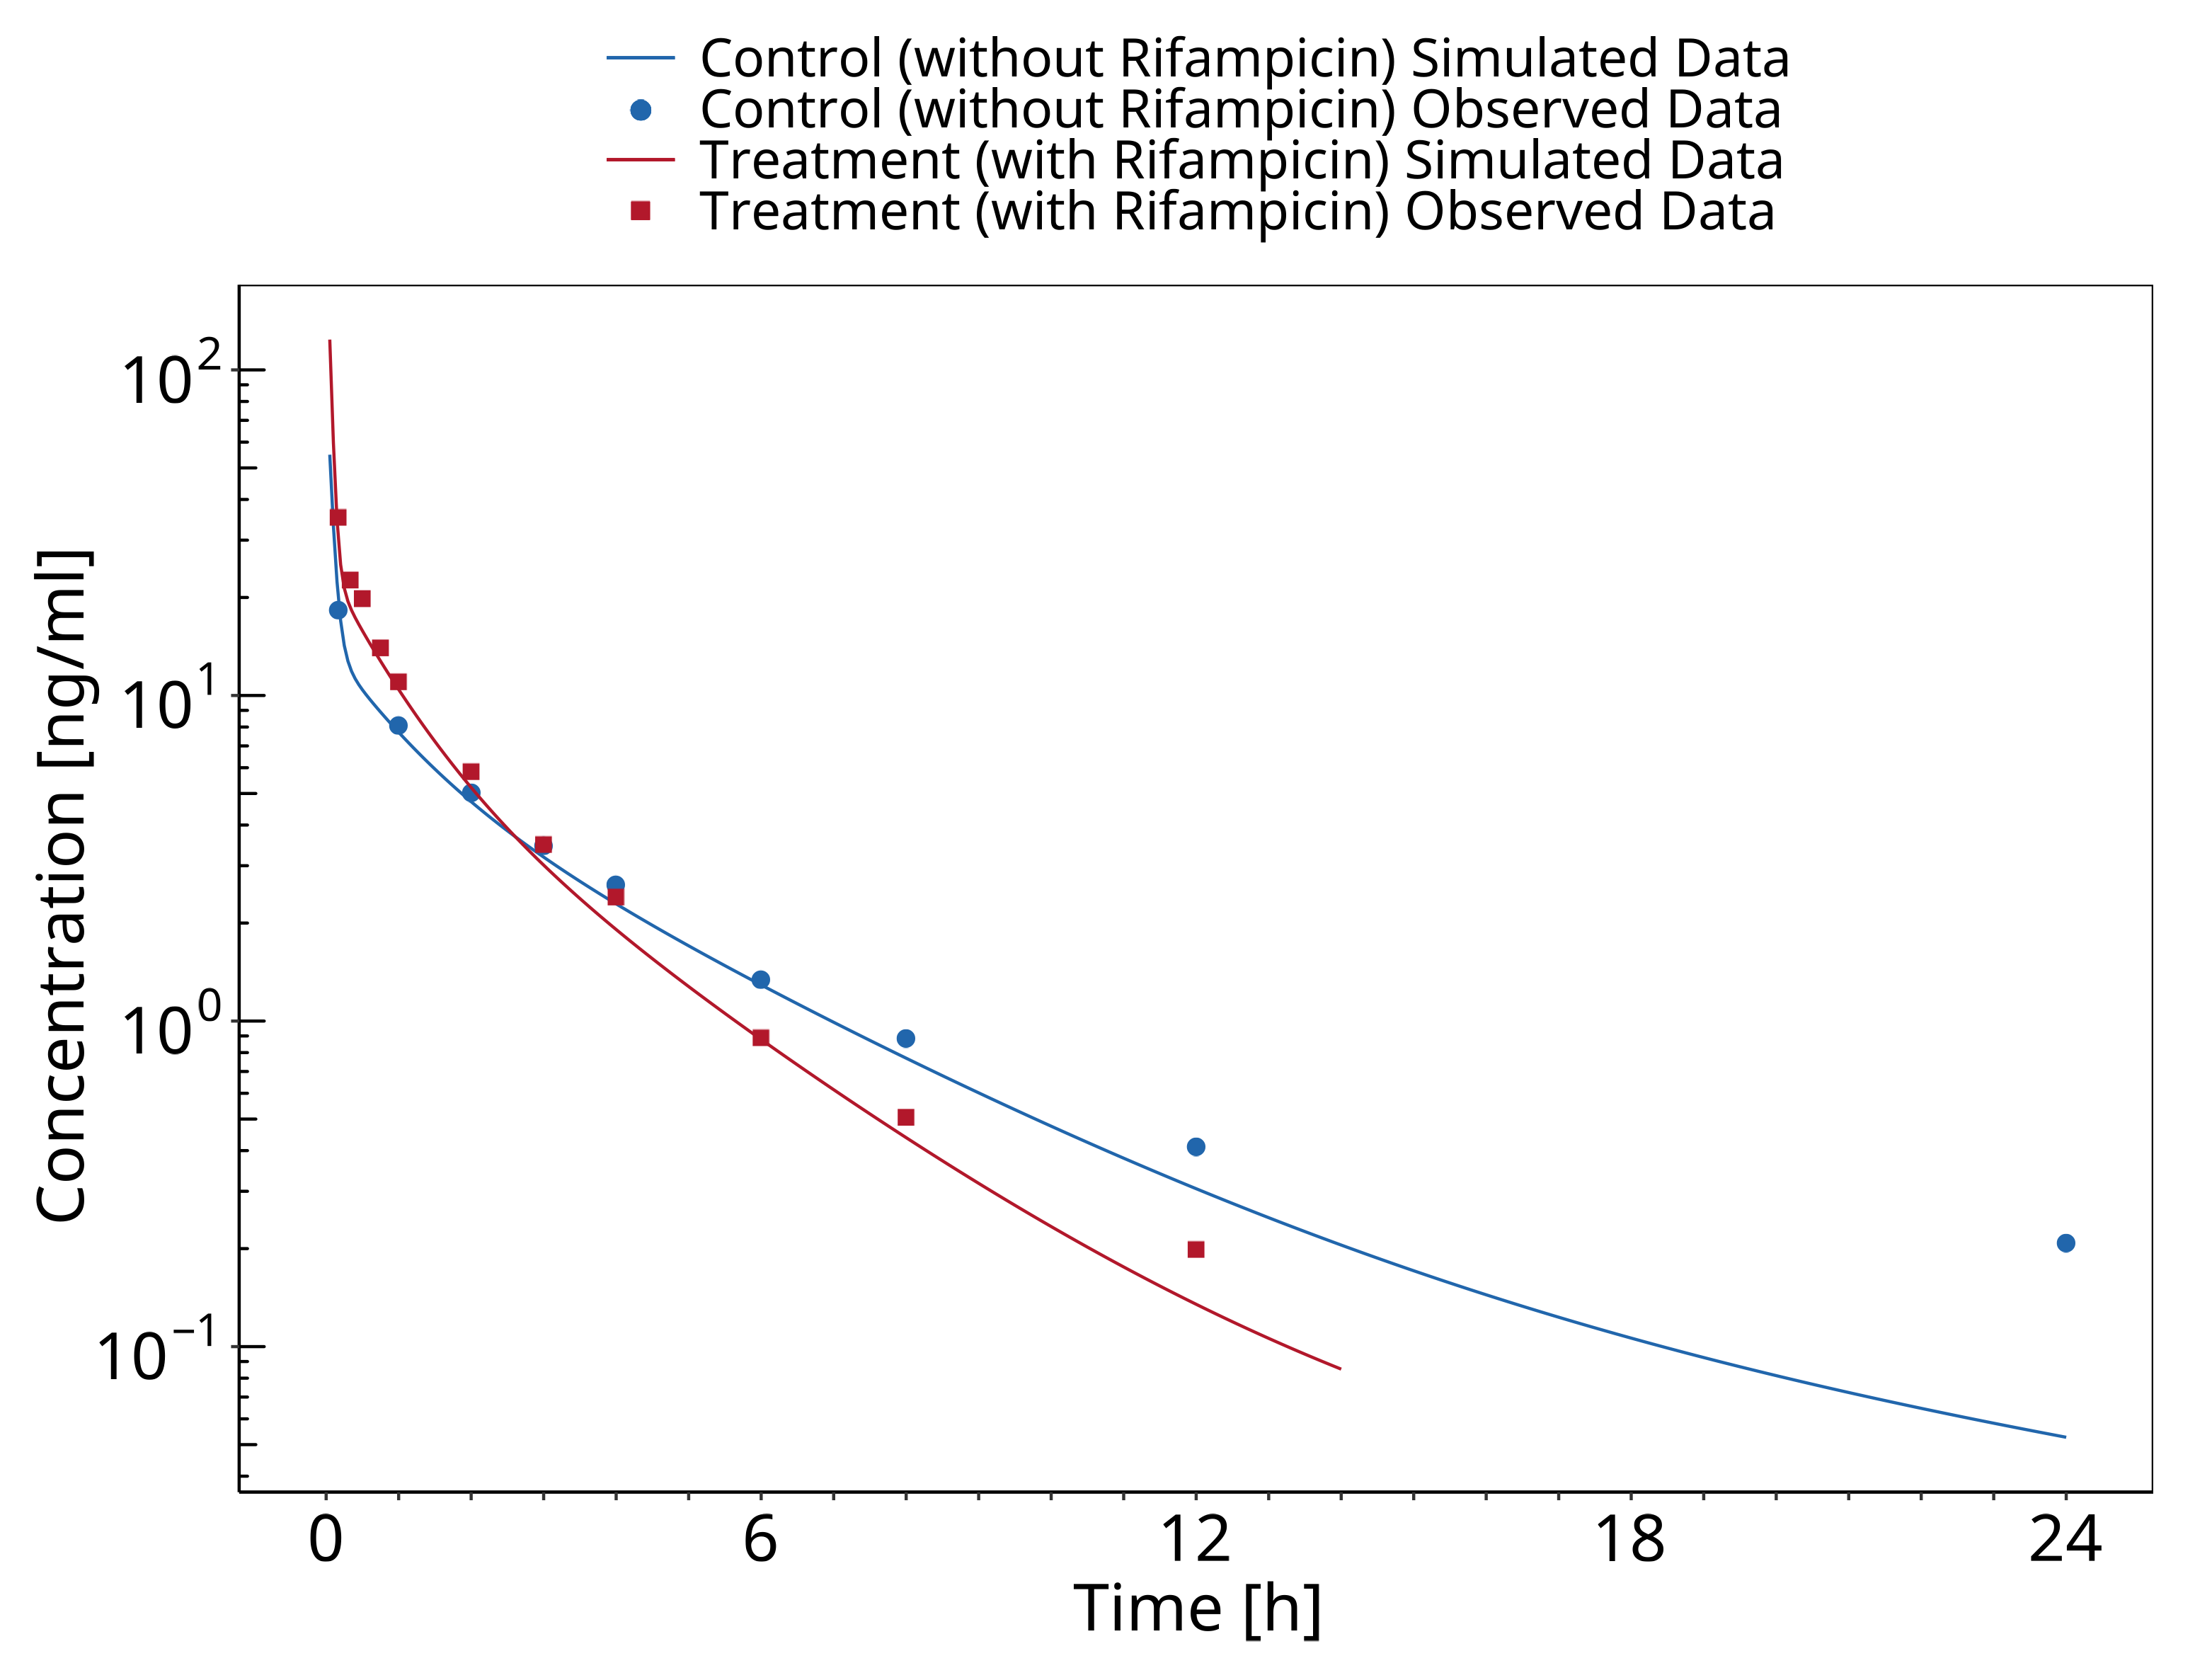 Control (without Rifampicin) Simulated Data
Control (without Rifampicin) Observed Data
Treatment (with Rifampicin) Simulated Data
Treatment (with Rifampicin) Observed Data
10²
10¹
10⁰
10⁻¹
Concentration [ng/ml]
0 6 12 18 24
Time [h]